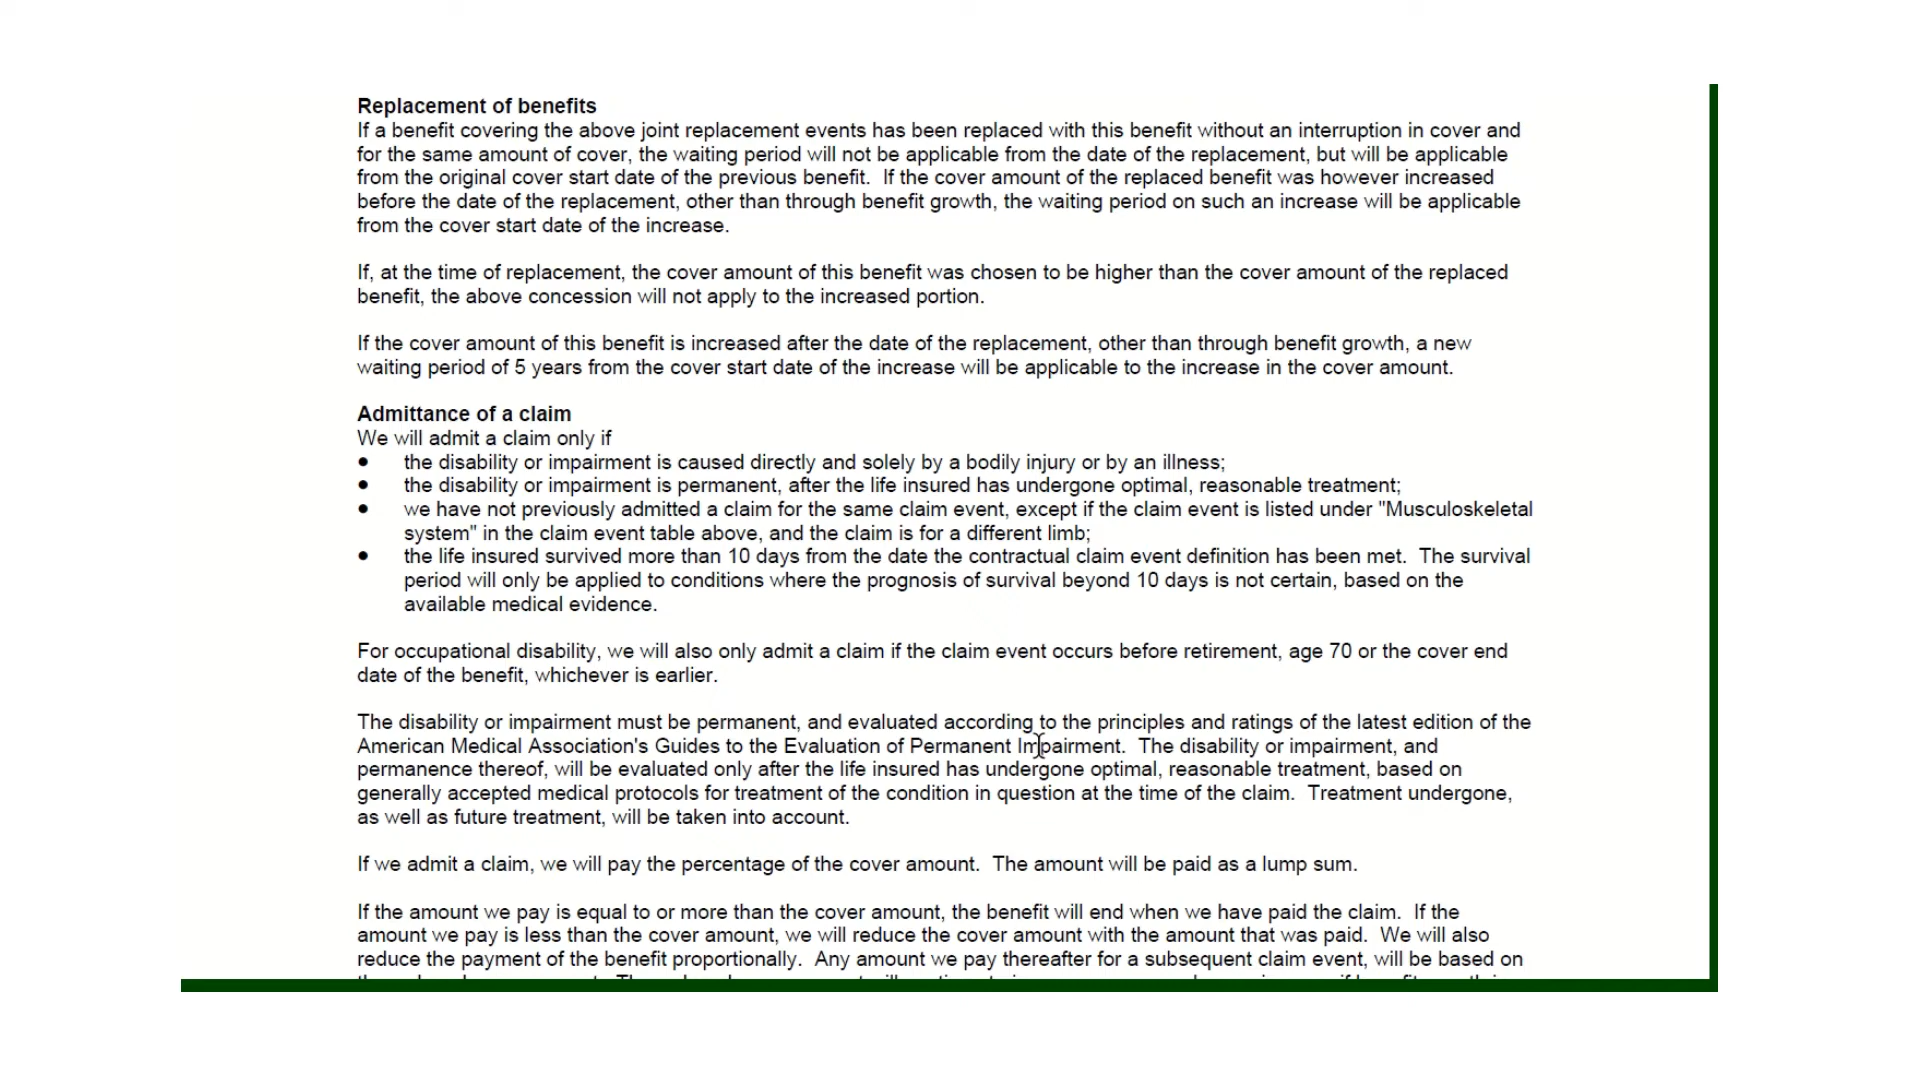 Replacement of benefits
If a benefit covering the above joint replacement events has been replaced with this benefit without an interruption in cover and
for the same amount of cover, the waiting period will not be applicable from the date of the replacement, but will be applicable
from the original cover start date of the previous benefit.  If the cover amount of the replaced benefit was however increased
before the date of the replacement, other than through benefit growth, the waiting period on such an increase will be applicable
from the cover start date of the increase.
If, at the time of replacement, the cover amount of this benefit was chosen to be higher than the cover amount of the replaced
benefit, the above concession will not apply to the increased portion.
If the cover amount of this benefit is increased after the date of the replacement, other than through benefit growth, a new
waiting period of 5 years from the cover start date of the increase will be applicable to the increase in the cover amount.
Admittance of a claim
We will admit a claim only if
● the disability or impairment is caused directly and solely by a bodily injury or by an illness;
● the disability or impairment is permanent, after the life insured has undergone optimal, reasonable treatment;
● we have not previously admitted a claim for the same claim event, except if the claim event is listed under "Musculoskeletal
system" in the claim event table above, and the claim is for a different limb;
● the life insured survived more than 10 days from the date the contractual claim event definition has been met.  The survival
period will only be applied to conditions where the prognosis of survival beyond 10 days is not certain, based on the
available medical evidence.
For occupational disability, we will also only admit a claim if the claim event occurs before retirement, age 70 or the cover end
date of the benefit, whichever is earlier.
The disability or impairment must be permanent, and evaluated according to the principles and ratings of the latest edition of the
American Medical Association's Guides to the Evaluation of Permanent Impairment.  The disability or impairment, and
permanence thereof, will be evaluated only after the life insured has undergone optimal, reasonable treatment, based on
generally accepted medical protocols for treatment of the condition in question at the time of the claim.  Treatment undergone,
as well as future treatment, will be taken into account.
If we admit a claim, we will pay the percentage of the cover amount.  The amount will be paid as a lump sum.
If the amount we pay is equal to or more than the cover amount, the benefit will end when we have paid the claim.  If the
amount we pay is less than the cover amount, we will reduce the cover amount with the amount that was paid.  We will also
reduce the payment of the benefit proportionally.  Any amount we pay thereafter for a subsequent claim event, will be based on